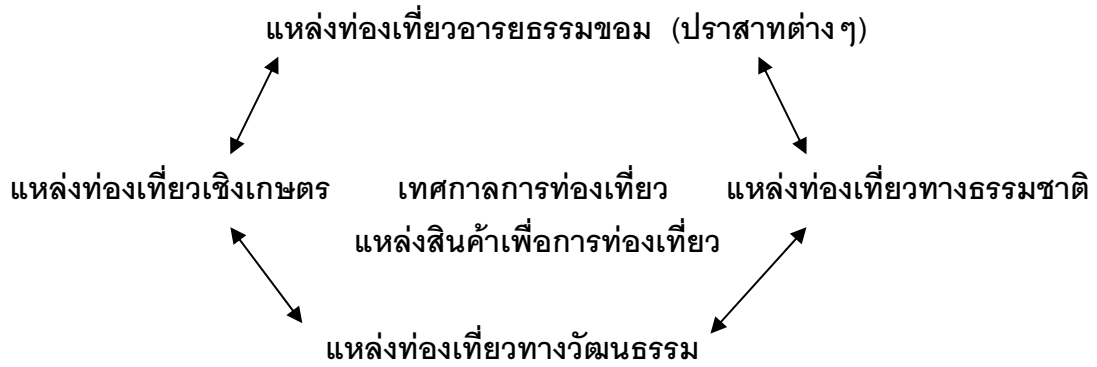 แหล่งท่องเที่ยวอารยธรรมขอม (ปราสาทต่างๆ)
แหล่งท่องเที่ยวเชิงเกษตร เทศกาลการท่องเที่ยว แหล่งท่องเที่ยวทางธรรมชาติ
แหล่งสินค้าเพื่อการท่องเที่ยว
แหล่งท่องเที่ยวทางวัฒนธรรม